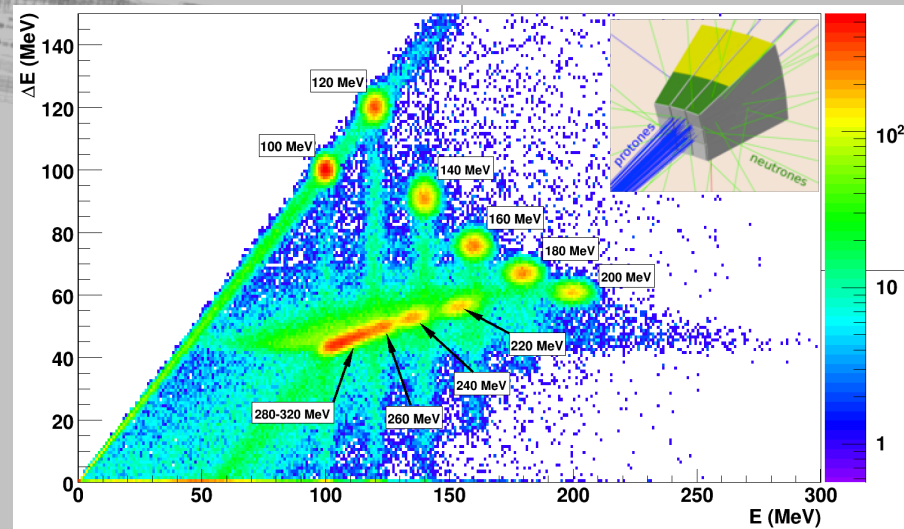 ΔE (MeV)
140
120
100
80
60
40
20
0
0
50
100
150
200
250
300
E (MeV)
120 MeV
100 MeV
140 MeV
160 MeV
180 MeV
200 MeV
220 MeV
240 MeV
260 MeV
280-320 MeV
protones
neutrones
10²
10
1